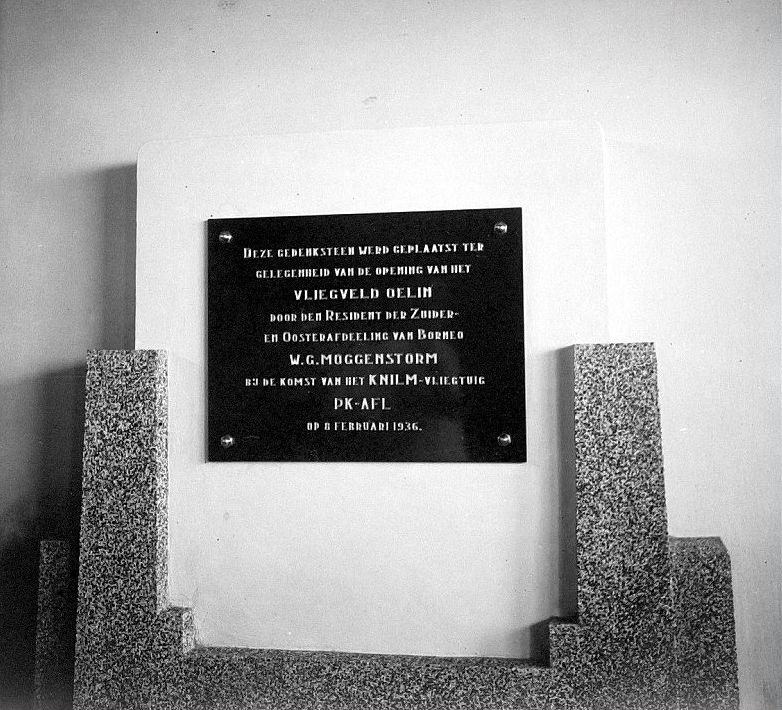 DEZE GEDENKSTEEN WERD GEPLAATST TER
GELEGENHEID VAN DE OPENING VAN HET
VLIEGVELD OELIN
DOOR DEN RESIDENT DER ZUIDER-
EN OOSTERAFDEELING VAN BORNEO
W.G.MOGGENSTORM
BIJ DE KOMST VAN HET KNILM-VLIEGTUIG
PK-AFL
OP 8 FEBRUARI 1936.